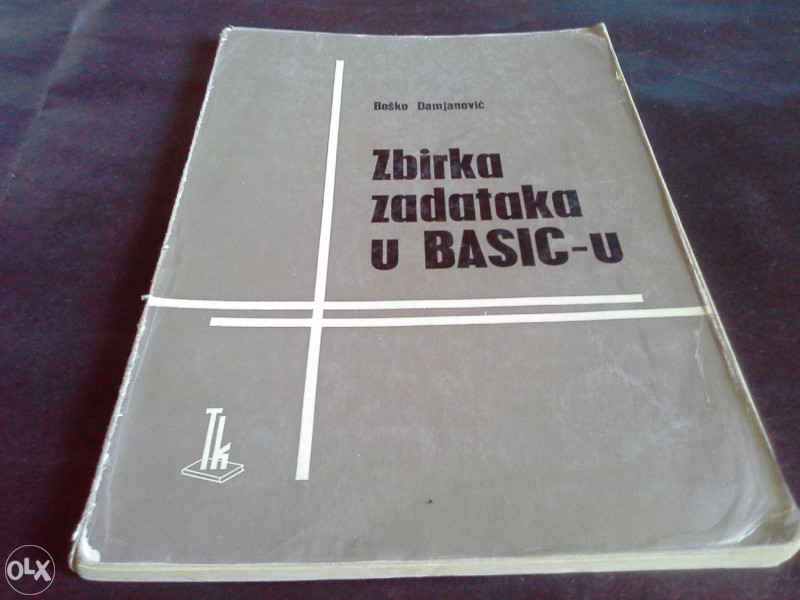 Boško Damjanović
Zbirka
zadataka
u BASIC-u
Tk
OLX